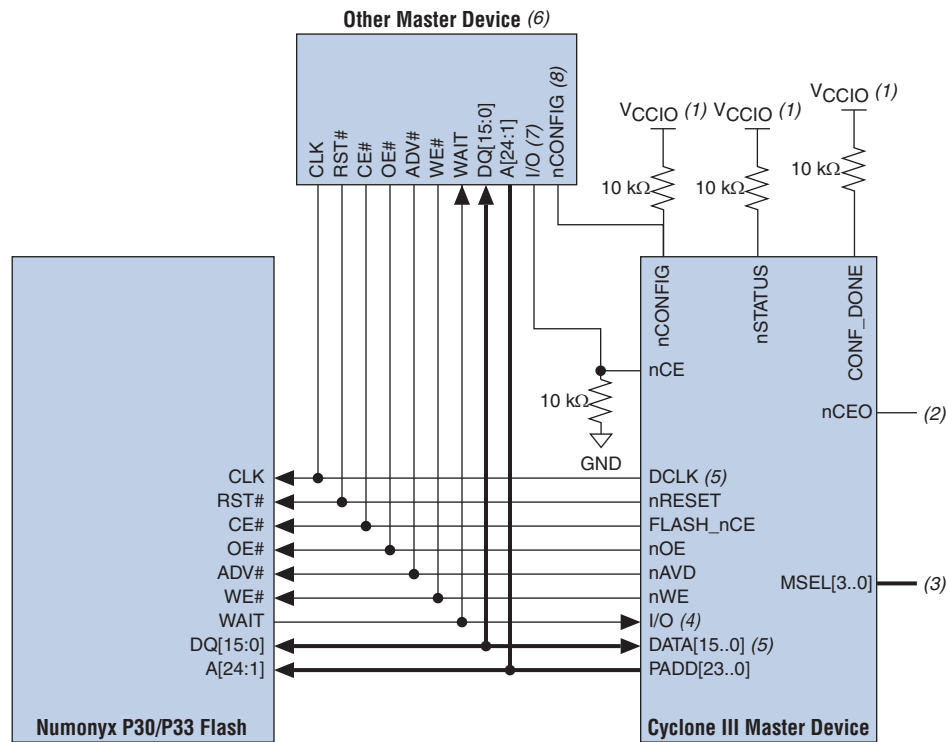 Other Master Device (6)
CLK
RST#
CE#
OE#
ADV#
WE#
WAIT
DQ[15:0]
A[24:1]
I/O (7)
nCONFIG (8)
VCCIO (1)
VCCIO (1)
VCCIO (1)
10 kΩ
10 kΩ
10 kΩ
nCONFIG
nSTATUS
CONF_DONE
nCE
10 kΩ
GND
nCEO
(2)
CLK
DCLK (5)
RST#
nRESET
CE#
FLASH_nCE
OE#
nOE
ADV#
nAVD
MSEL[3..0]
(3)
WE#
nWE
WAIT
I/O (4)
DQ[15:0]
DATA[15..0] (5)
A[24:1]
PADD[23..0]
Numonyx P30/P33 Flash
Cyclone III Master Device